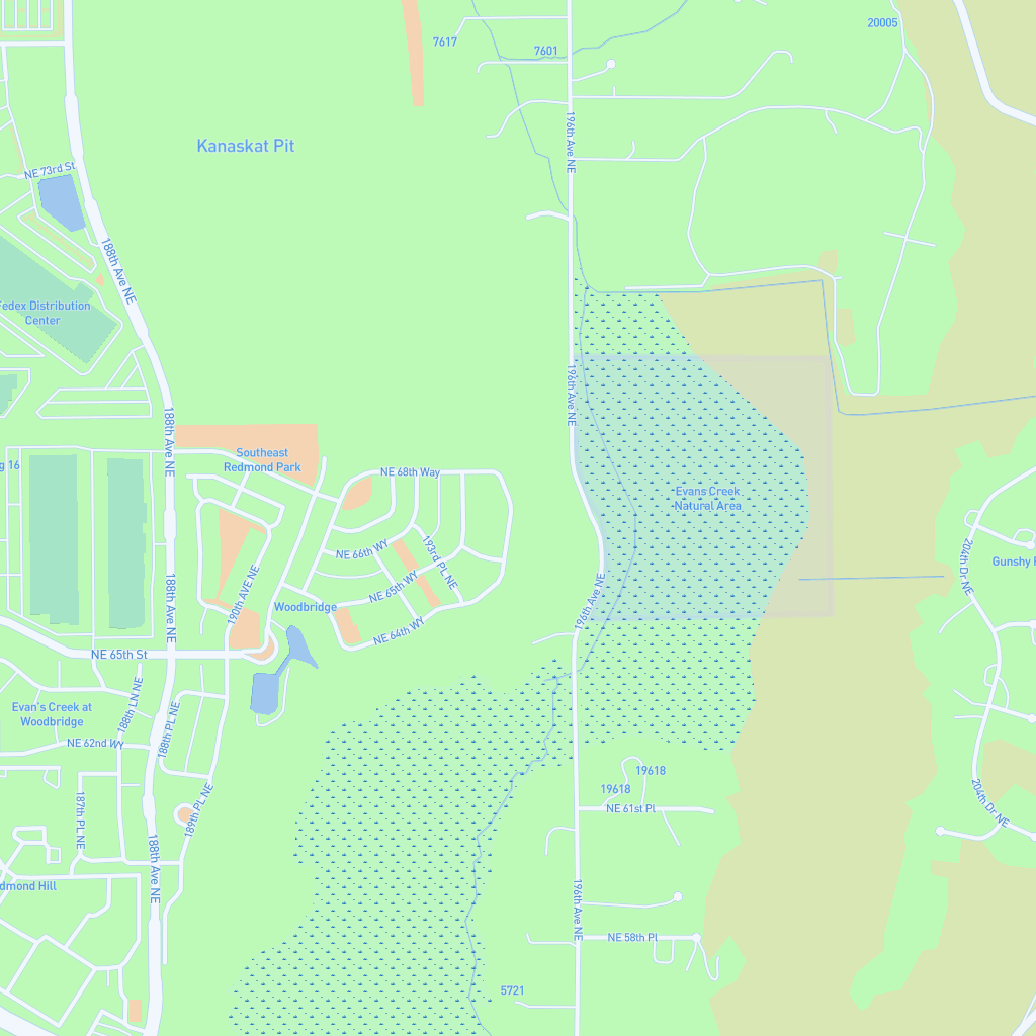 20005
7617
7601
196th Ave NE
Kanaskat Pit
NE 73rd St
188th Ave NE
Fedex Distribution
Center
196th Ave NE
188th Ave NE
Southeast
Redmond Park
g 16
NE 68th Way
Evans Creek
Natural Area
NE 66th WY
193rd PL NE
204th Dr NE
Gunshy
188th Ave NE
190th AVE NE
NE 65th WY
196th Ave NE
Woodbridge
NE 64th WY
NE 65th St
Evan's Creek at
Woodbridge
188th LN NE
188th PL NE
NE 62nd WY
19618
19618
187th PL NE
189th PL NE
NE 61st Pl
204th Dr NE
188th Ave NE
dmond Hill
196th Ave NE
NE 58th Pl
5721